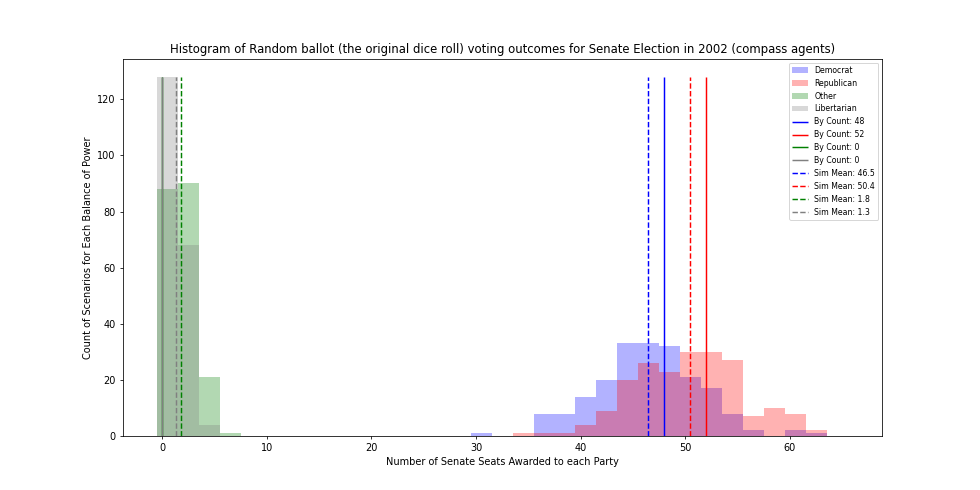 Histogram of Random ballot (the original dice roll) voting outcomes for Senate Election in 2002 (compass agents)
Democrat
Republican
Other
Libertarian
By Count: 48
By Count: 52
By Count: 0
By Count: 0
Sim Mean: 46.5
Sim Mean: 50.4
Sim Mean: 1.8
Sim Mean: 1.3
Count of Scenarios for Each Balance of Power
120
100
80
60
40
20
0
0 10 20 30 40 50 60
Number of Senate Seats Awarded to each Party